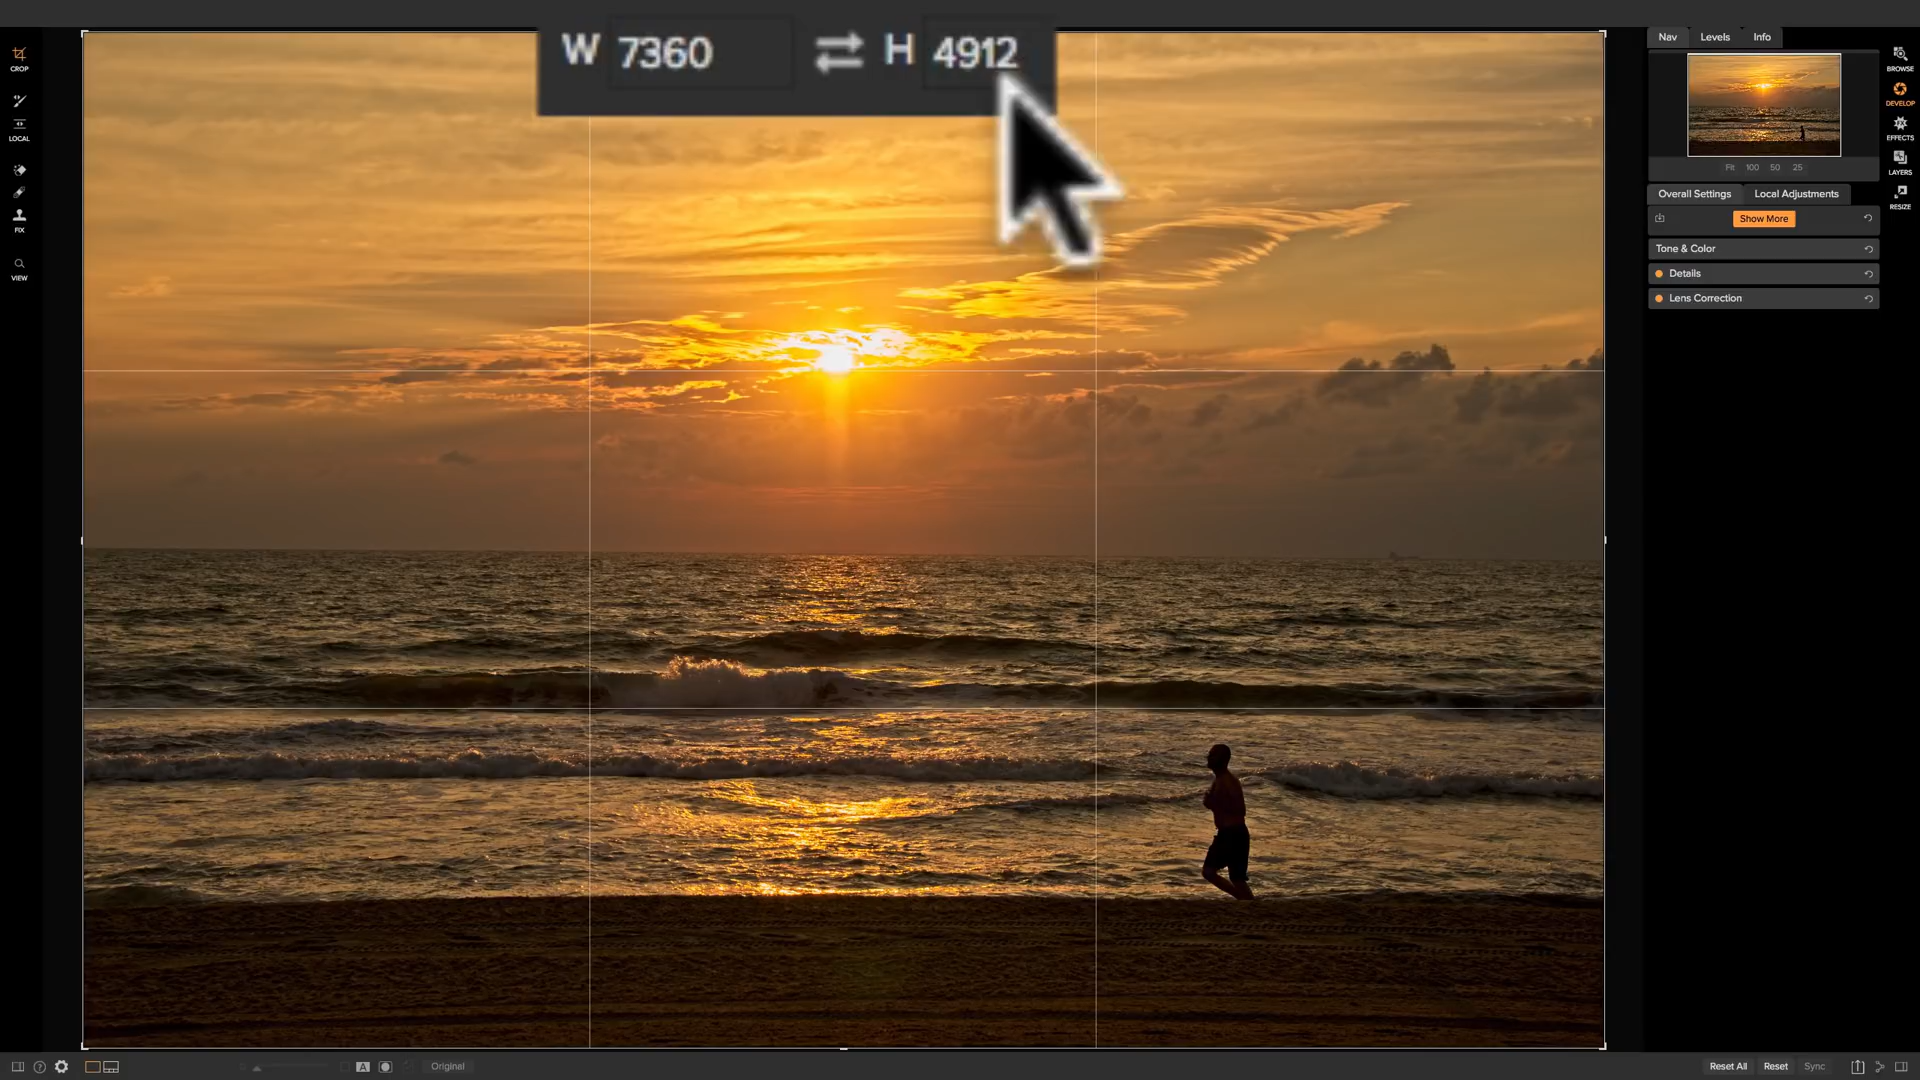 W 7360 H 4912
Nav Levels Info
CROP
BROWSE
DEVELOP
LOCAL
EFFECTS
Fit 100 50 25
LAYERS
Overall Settings Local Adjustments
RESIZE
Show More
FIX
Tone & Color
Details
VIEW
Lens Correction
A Original Reset All Reset Sync